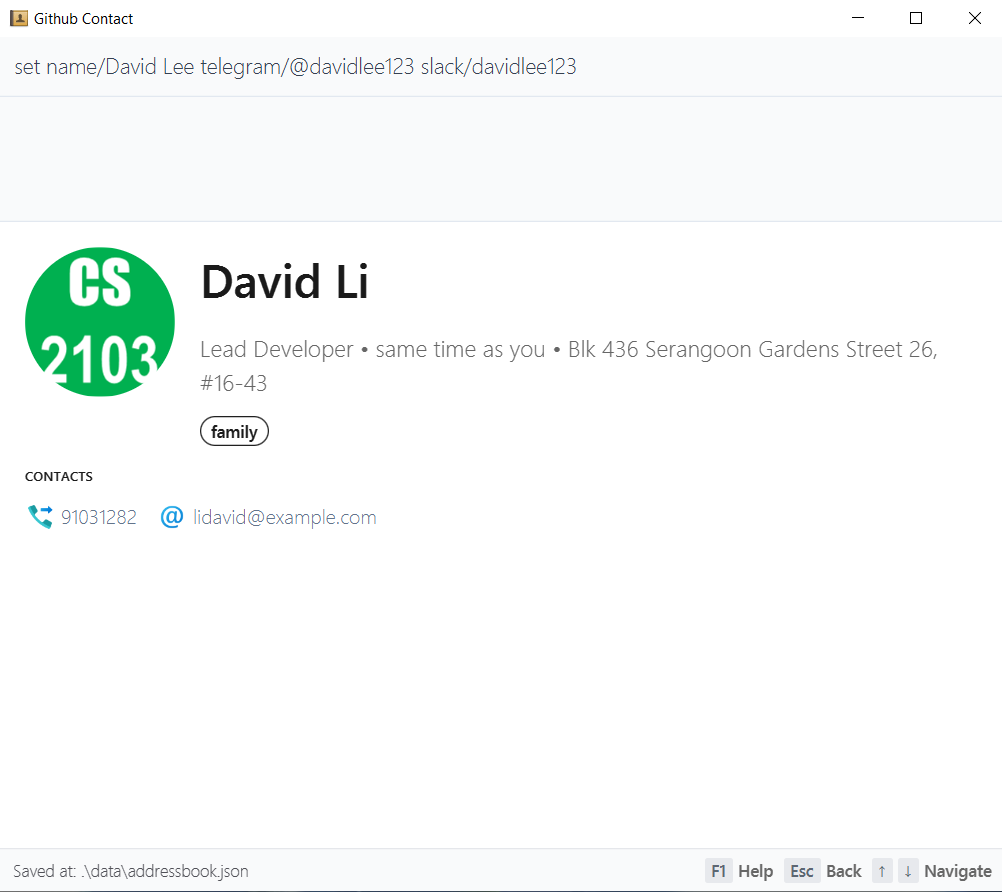 Github Contact
set name/David Lee telegram/@davidlee123 slack/davidlee123
CS
2103
David Li
Lead Developer • same time as you • Blk 436 Serangoon Gardens Street 26,
#16-43
family
CONTACTS
91031282 lidavid@example.com
Saved at: .\data\addressbook.json F1 Help Esc Back ↑ ↓ Navigate